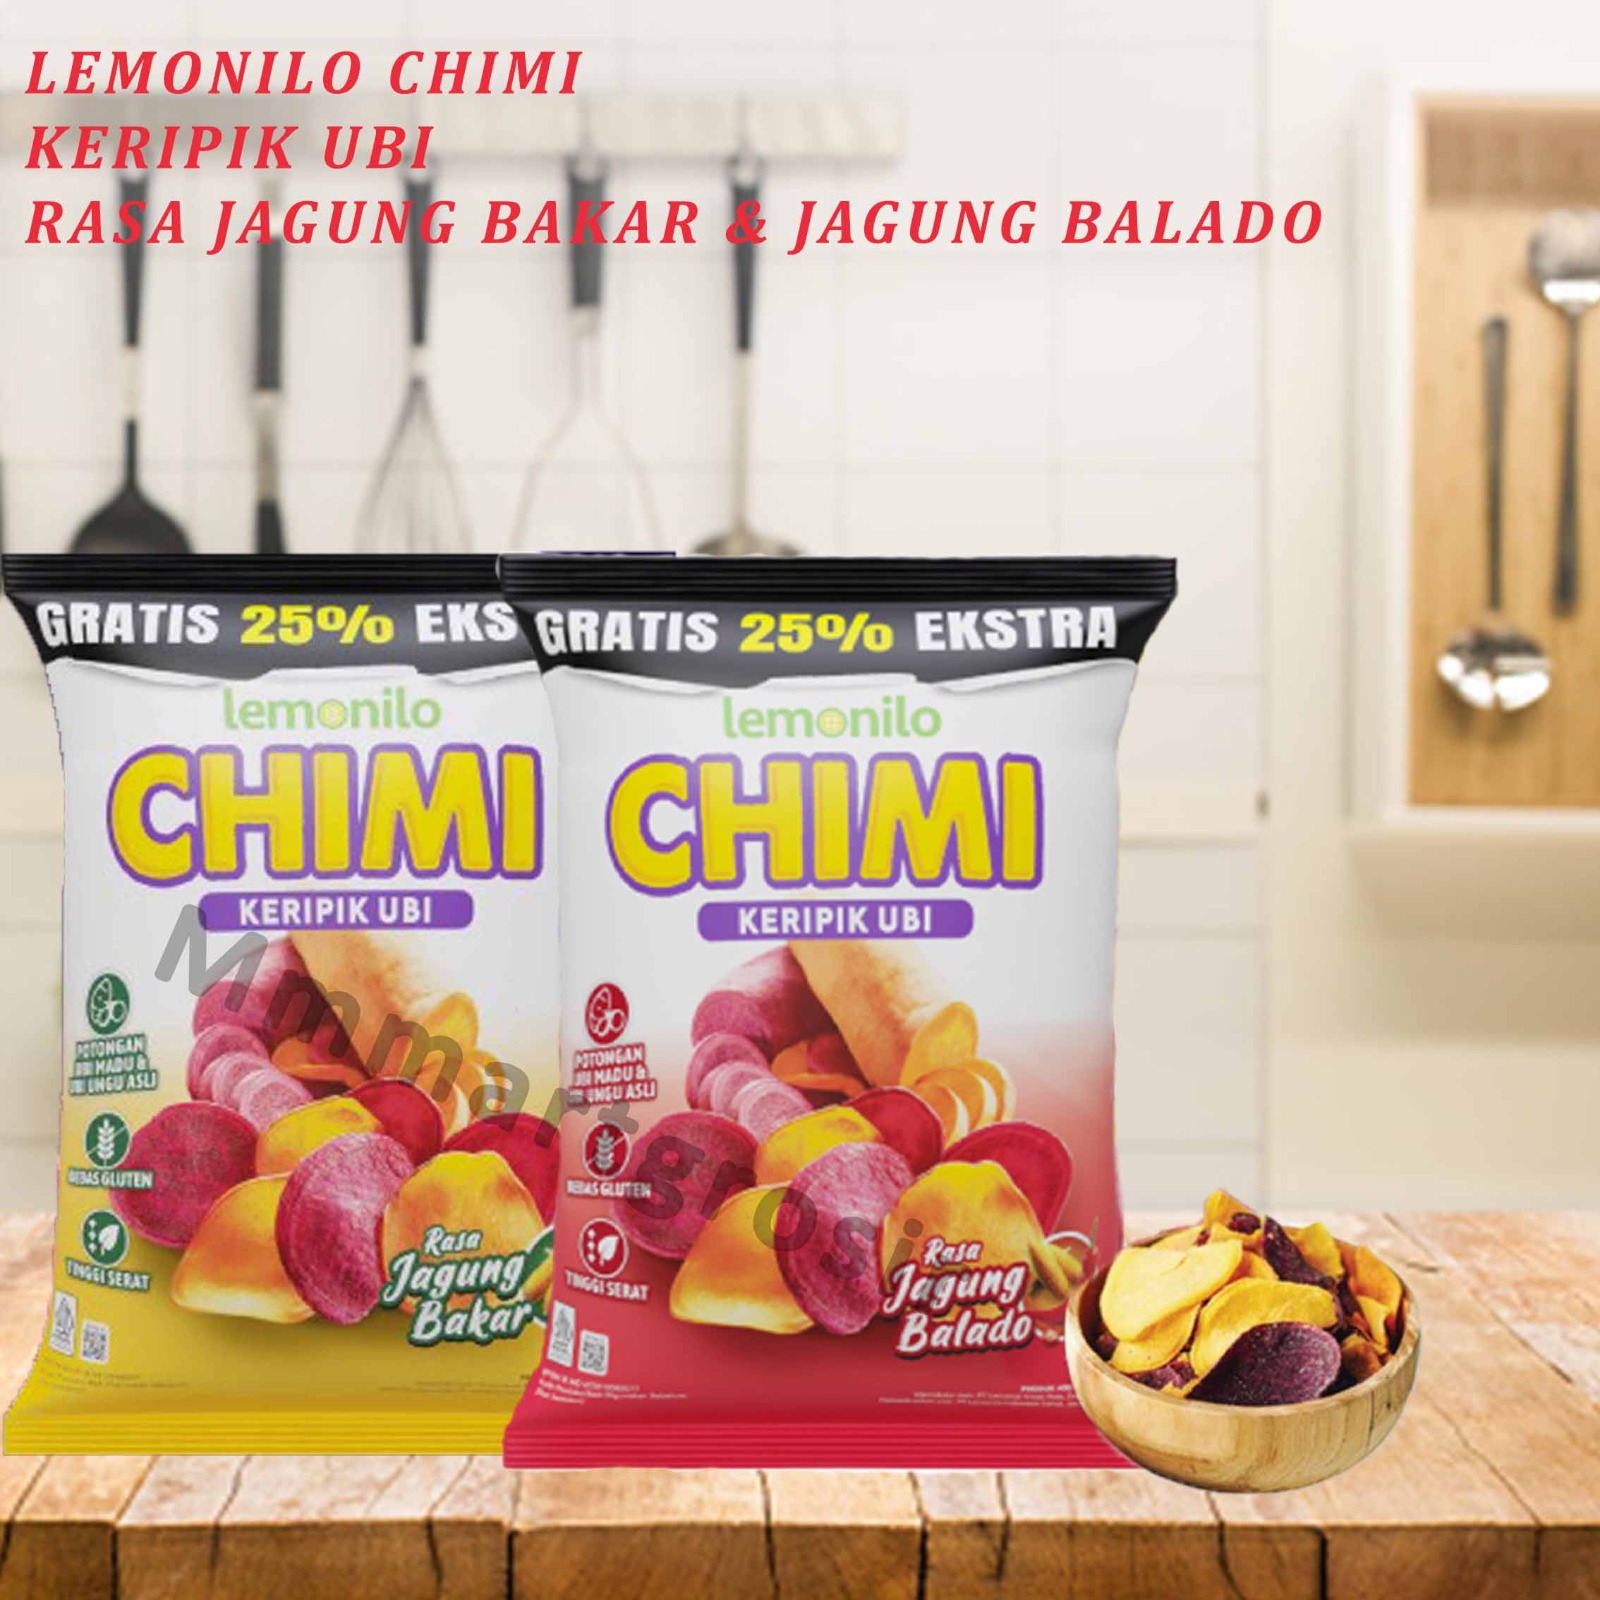 LEMONILO CHIMI
KERIPIK UBI
RASA JAGUNG BAKAR & JAGUNG BALADO
GRATIS 25% EKS
lemonilo
CHIMI
KERIPIK UBI
POTONGAN
UBI MADU &
UBI UNGU ASLI
BEBAS GLUTEN
TINGGI SERAT
Rasa
Jagung
Bakar
GRATIS 25% EKSTRA
lemonilo
CHIMI
KERIPIK UBI
POTONGAN
UBI MADU &
UBI UNGU ASLI
BEBAS GLUTEN
TINGGI SERAT
Rasa
Jagung
Balado
Mmmartgrosir